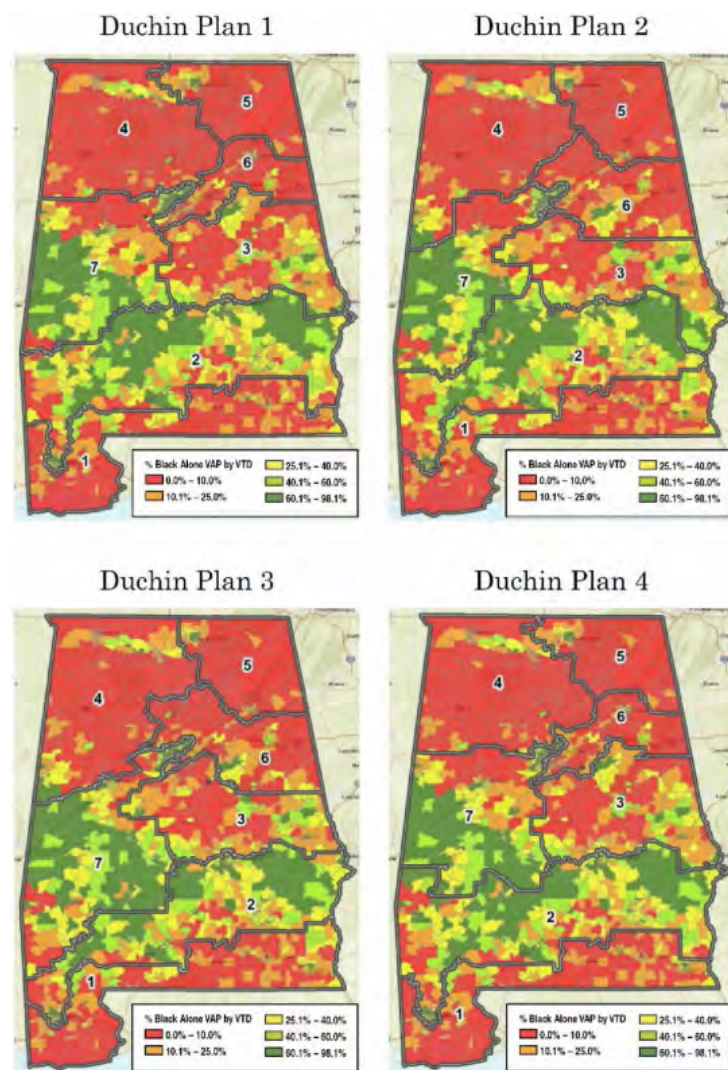 Duchin Plan 1
Duchin Plan 2
4
5
6
3
7
2
1
% Black Alone VAP by VTD
0.0% – 10.0%
10.1% – 25.0%
25.1% – 40.0%
40.1% – 60.0%
60.1% – 98.1%
4
5
6
3
7
2
1
% Black Alone VAP by VTD
0.0% – 10.0%
10.1% – 25.0%
25.1% – 40.0%
40.1% – 60.0%
60.1% – 98.1%
Duchin Plan 3
Duchin Plan 4
4
5
6
3
7
2
1
% Black Alone VAP by VTD
0.0% – 10.0%
10.1% – 25.0%
25.1% – 40.0%
40.1% – 60.0%
60.1% – 98.1%
4
5
6
3
7
2
1
% Black Alone VAP by VTD
0.0% – 10.0%
10.1% – 25.0%
25.1% – 40.0%
40.1% – 60.0%
60.1% – 98.1%